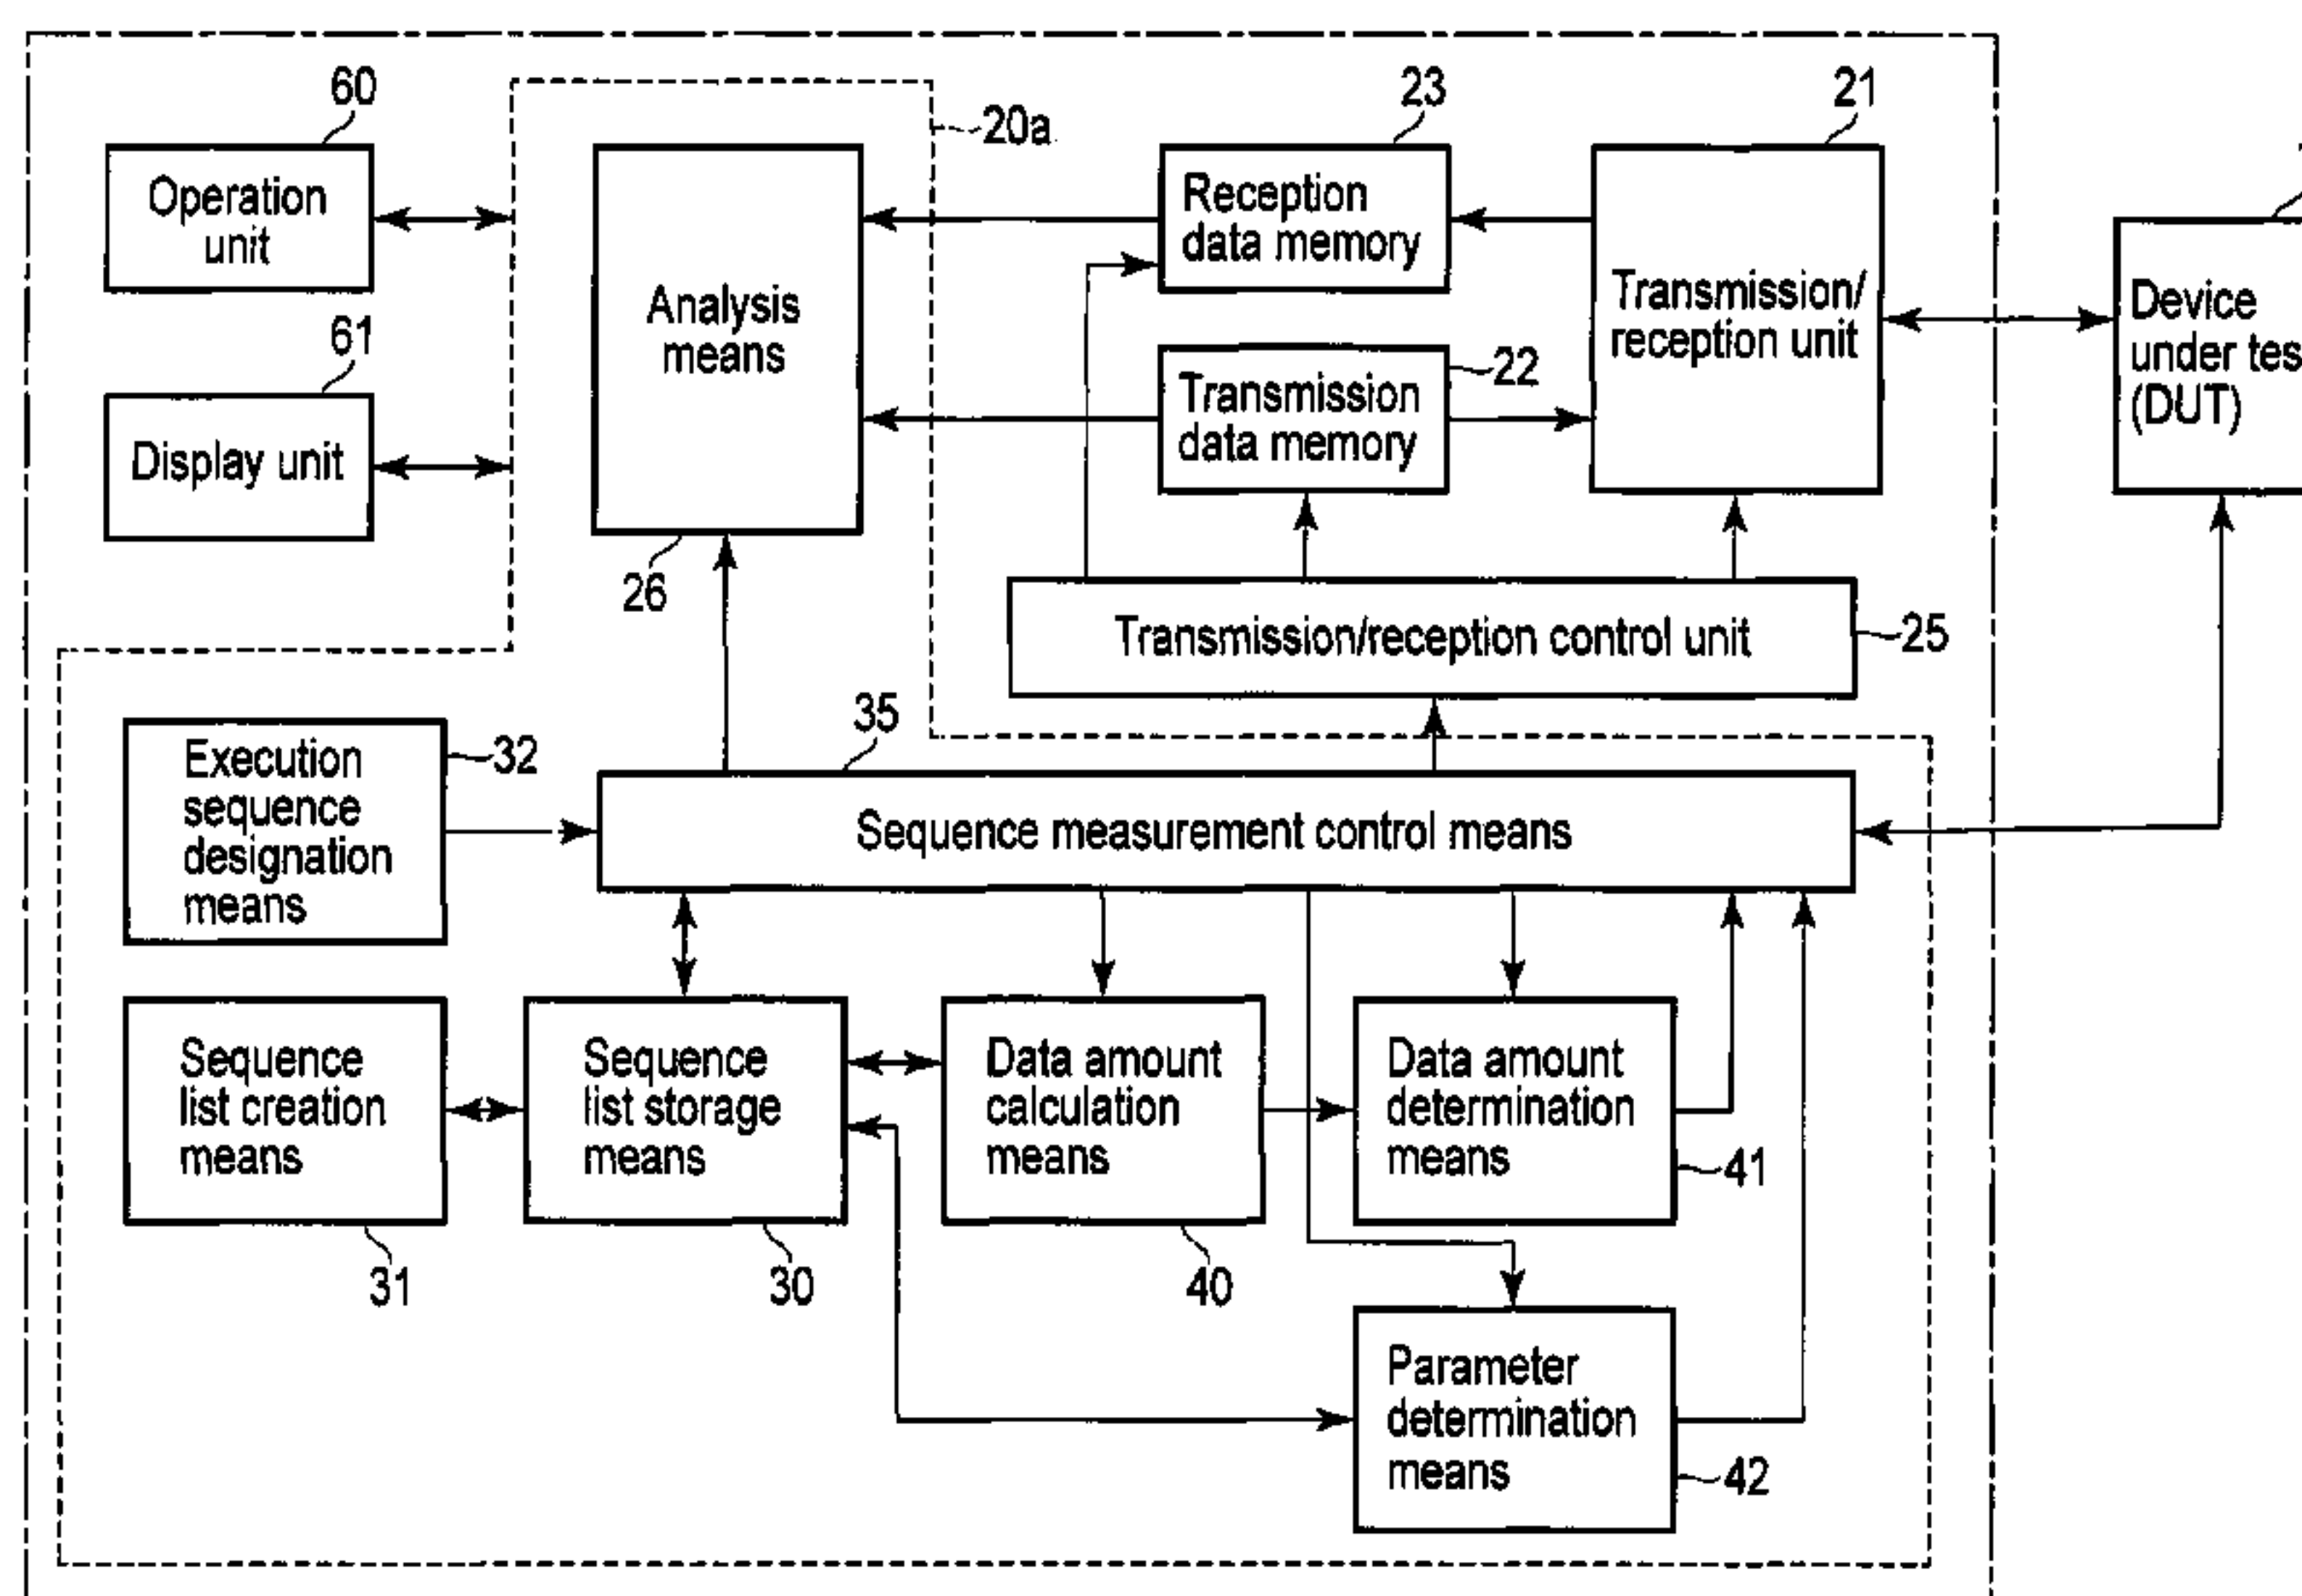 60
Operation
unit
61
Display unit
20a
Analysis
means
26
23
Reception
data memory
22
Transmission
data memory
21
Transmission/
reception unit
Device
under tes
(DUT)
Transmission/reception control unit
25
Execution
sequence
designation
means
32
35
Sequence measurement control means
Sequence
list creation
means
31
Sequence
list storage
means
30
Data amount
calculation
means
40
Data amount
determination
means
41
Parameter
determination
means
42